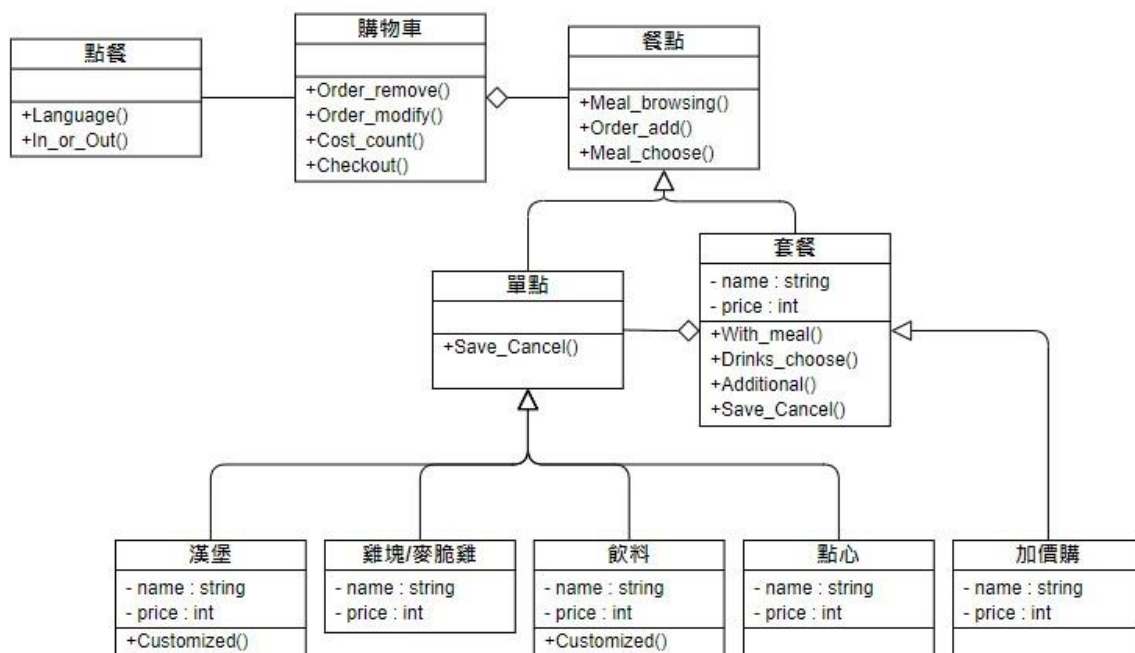 點餐
+Language()
+In_or_Out()
購物車
+Order_remove()
+Order_modify()
+Cost_count()
+Checkout()
餐點
+Meal_browsing()
+Order_add()
+Meal_choose()
單點
+Save_Cancel()
套餐
- name : string
- price : int
+With_meal()
+Drinks_choose()
+Additional()
+Save_Cancel()
漢堡
- name : string
- price : int
+Customized()
雞塊/麥脆雞
- name : string
- price : int
飲料
- name : string
- price : int
+Customized()
點心
- name : string
- price : int
加價購
- name : string
- price : int